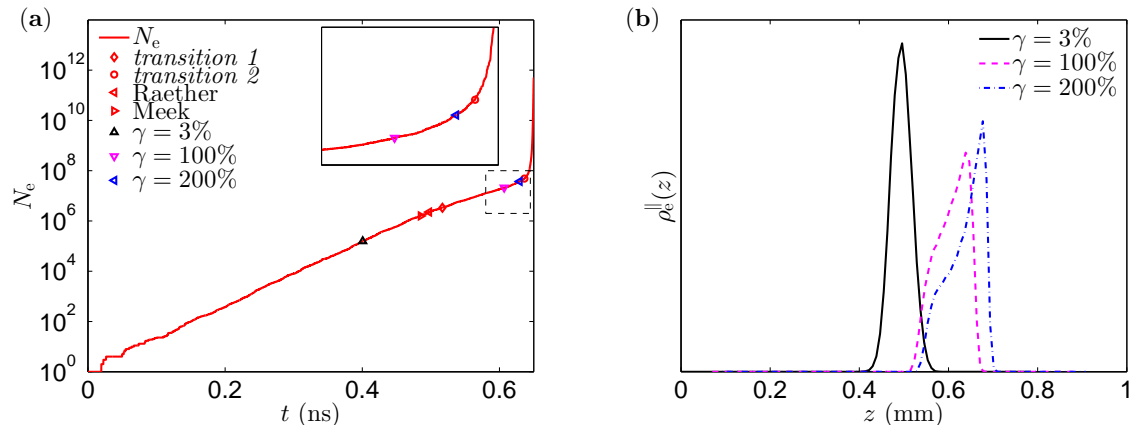 (a)
N_e
transition 1
transition 2
Raether
Meek
γ = 3%
γ = 100%
γ = 200%
10^12
10^10
10^8
10^6
10^4
10^2
10^0
N_e
0 0.2 0.4 0.6
t (ns)
(b)
γ = 3%
γ = 100%
γ = 200%
ρ_e^∥(z)
0 0.2 0.4 0.6 0.8 1
z (mm)